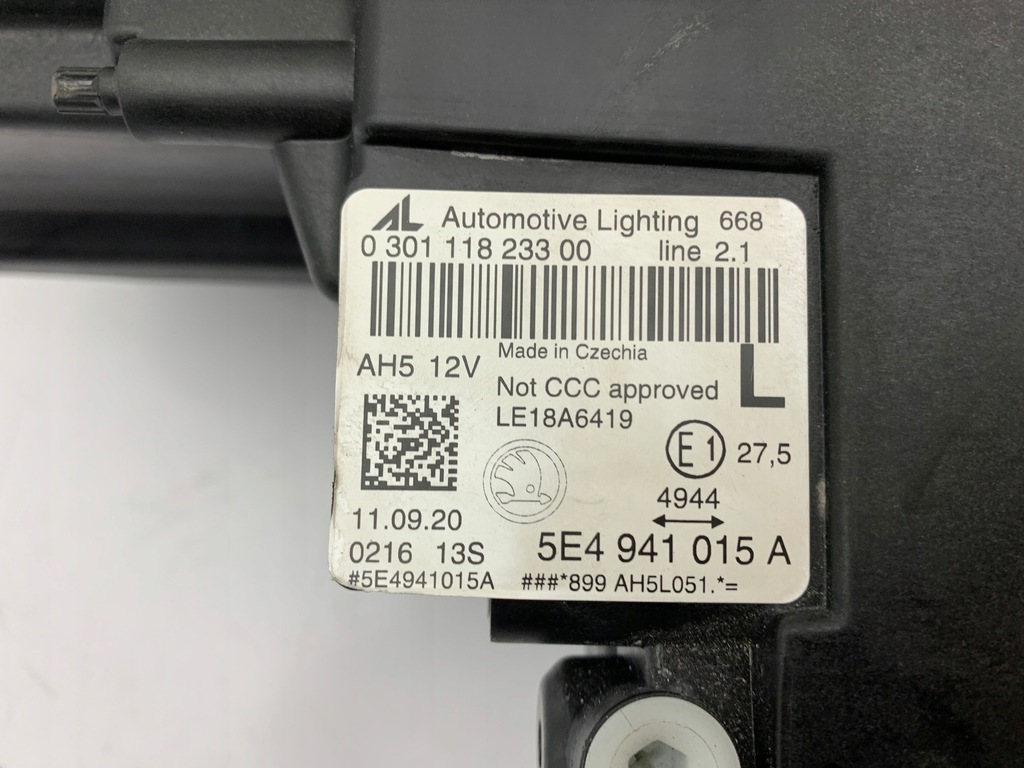 AL Automotive Lighting 668
0 301 118 233 00 line 2.1
Made in Czechia
AH5 12V
L
Not CCC approved
LE18A6419
E1 27,5
4944
11.09.20
0216 13S
5E4 941 015 A
#5E4941015A ###*899 AH5L051.*=